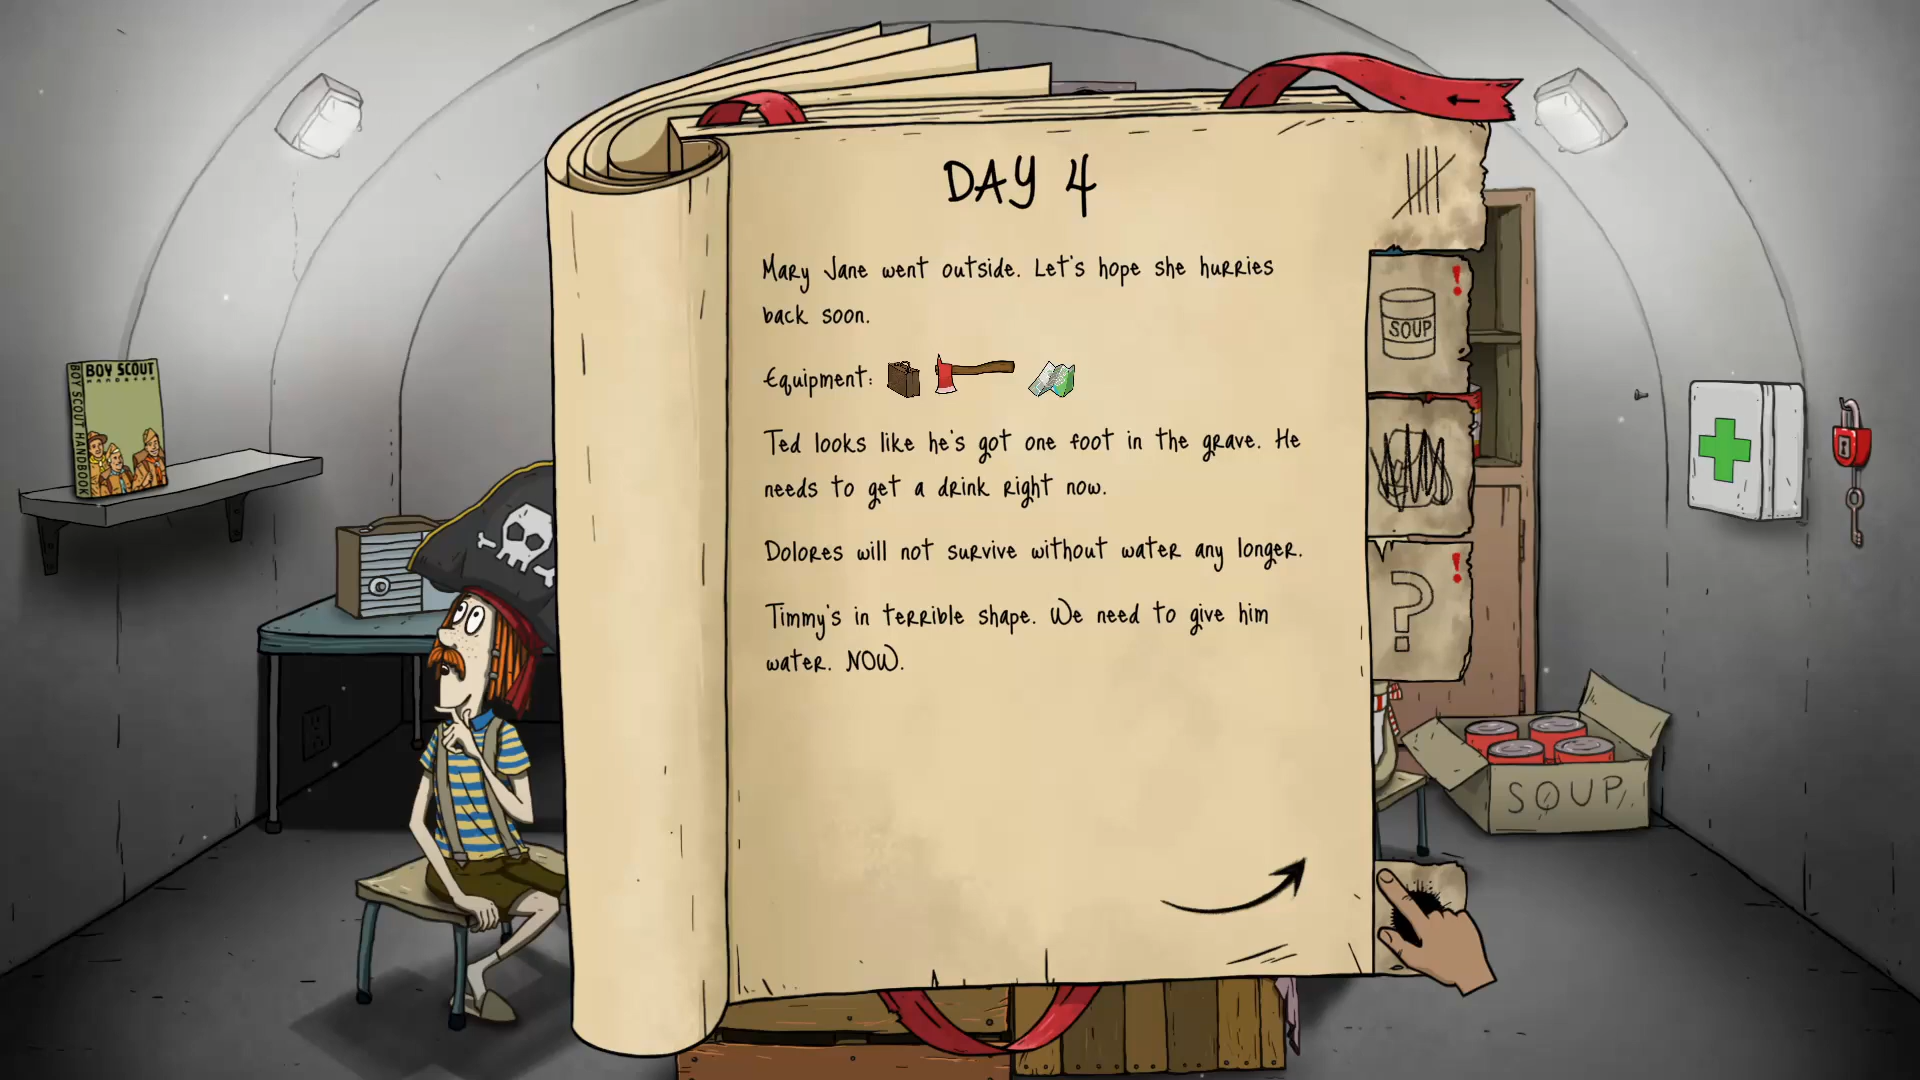 DAY 4
Mary Jane went outside. Let's hope she hurries
back soon.
Equipment:
Ted looks like he's got one foot in the grave. He
needs to get a drink right now.
Dolores will not survive without water any longer.
Timmy's in terrible shape. We need to give him
water. NOW.
SOUP
!
!
?
BOY SCOUT
HANDBOOK
BOY SCOUT HANDBOOK
SOUP